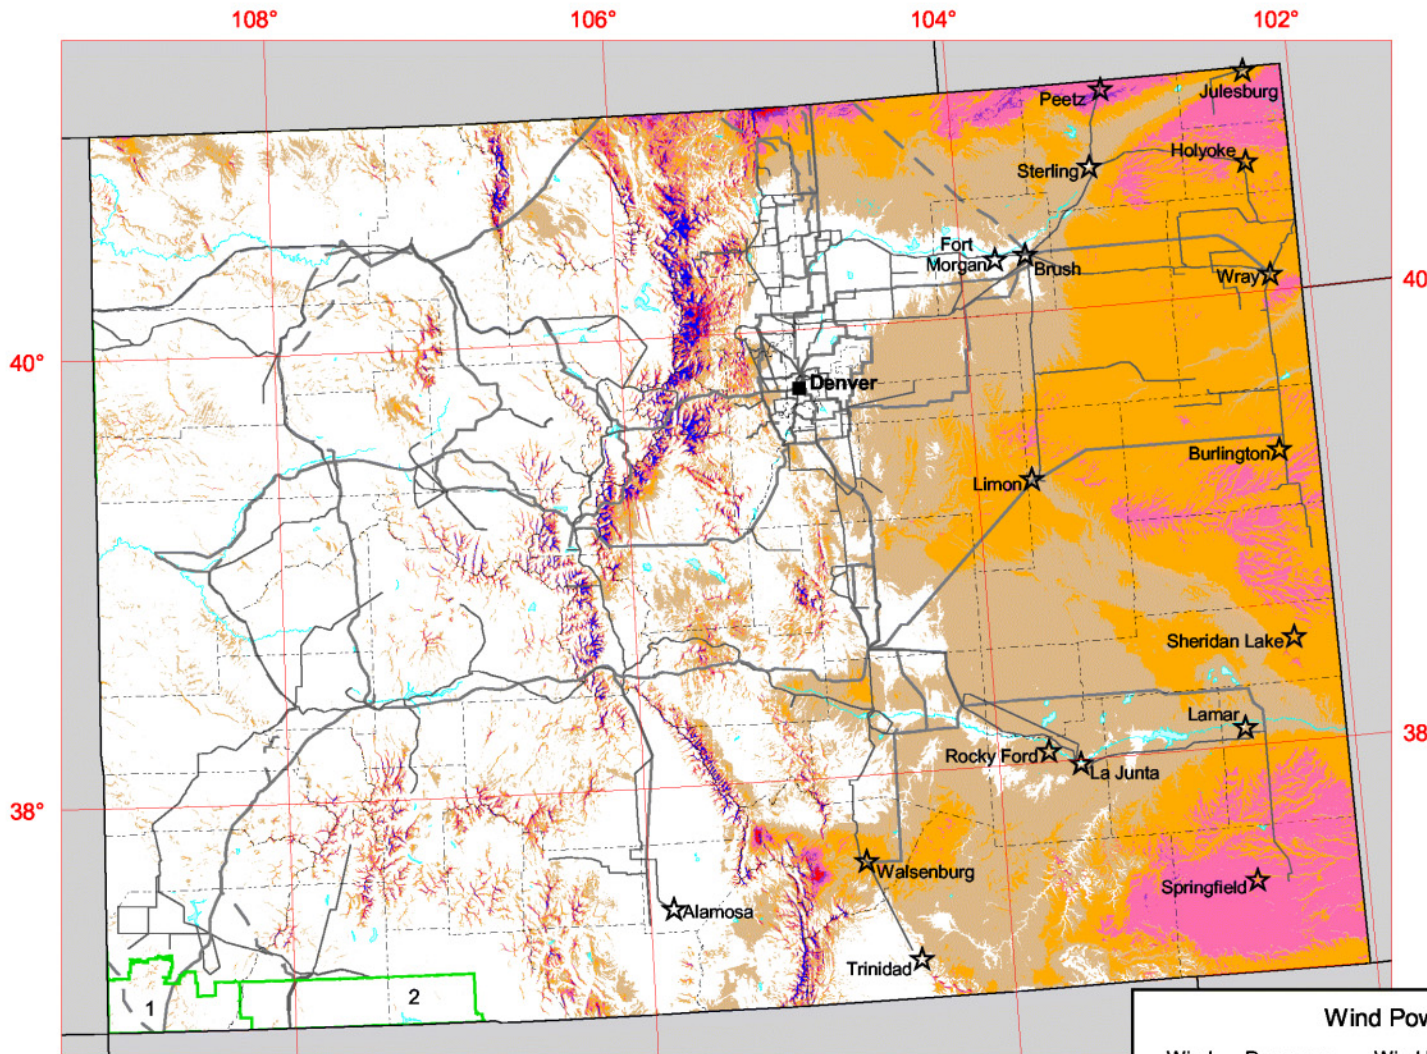 108°
106°
104°
102°
Peetz
Julesburg
Sterling
Holyoke
Fort
Morgan
Brush
Wray
40
40°
Denver
Burlington
Limon
Sheridan Lake
Lamar
38
Rocky Ford
La Junta
38°
Walsenburg
Springfield
Alamosa
Trinidad
2
1
Wind Pow